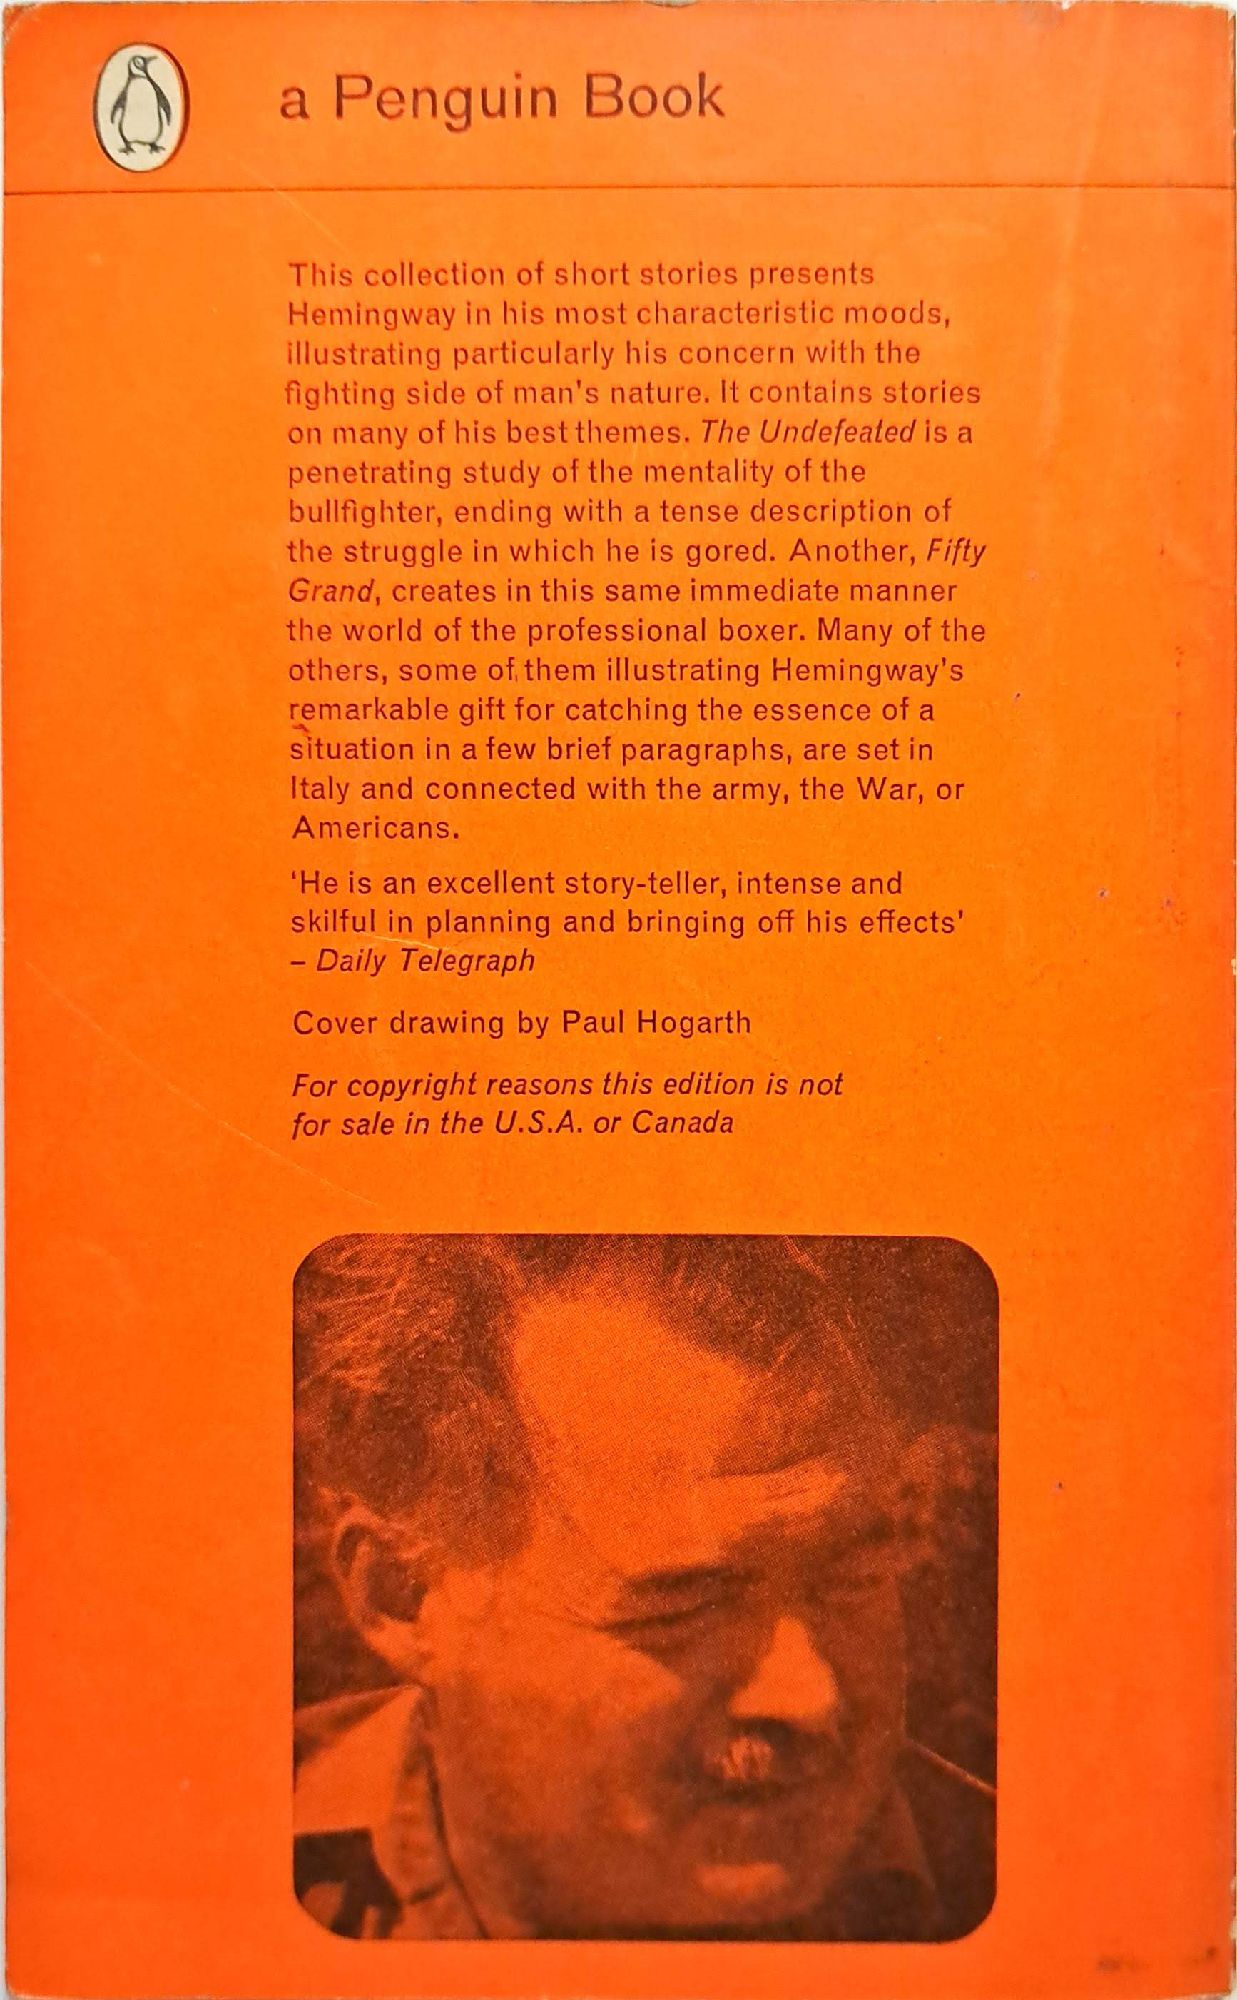 a Penguin Book
This collection of short stories presents
Hemingway in his most characteristic moods,
illustrating particularly his concern with the
fighting side of man's nature. It contains stories
on many of his best themes. The Undefeated is a
penetrating study of the mentality of the
bullfighter, ending with a tense description of
the struggle in which he is gored. Another, Fifty
Grand, creates in this same immediate manner
the world of the professional boxer. Many of the
others, some of them illustrating Hemingway's
remarkable gift for catching the essence of a
situation in a few brief paragraphs, are set in
Italy and connected with the army, the War, or
Americans.
'He is an excellent story-teller, intense and
skilful in planning and bringing off his effects'
– Daily Telegraph
Cover drawing by Paul Hogarth
For copyright reasons this edition is not
for sale in the U.S.A. or Canada